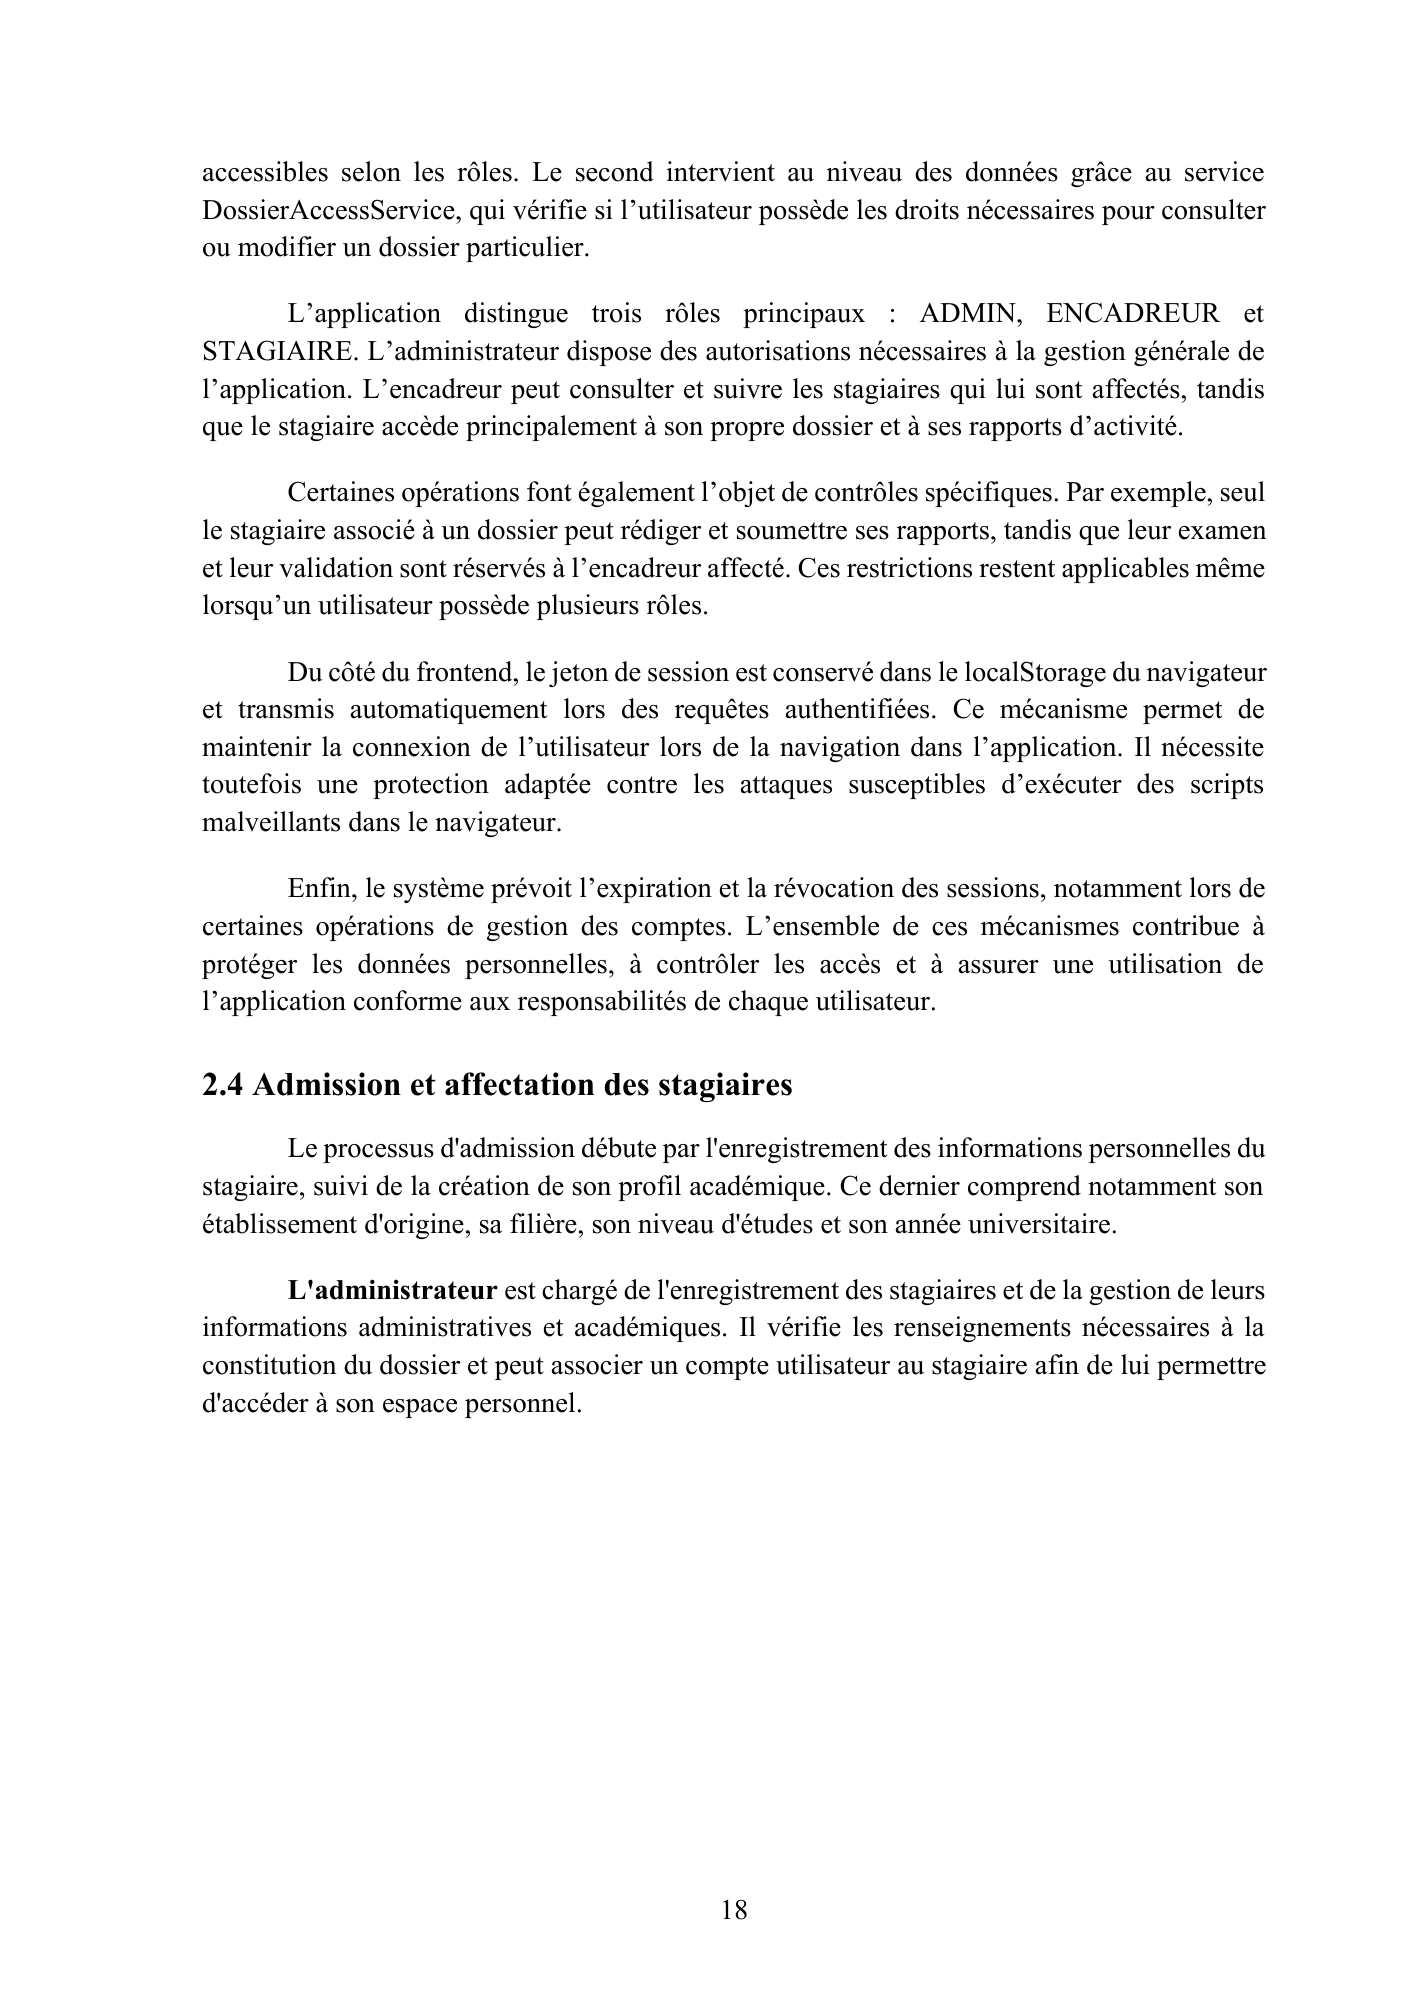 accessibles selon les rôles. Le second intervient au niveau des données grâce au service
DossierAccessService, qui vérifie si l’utilisateur possède les droits nécessaires pour consulter
ou modifier un dossier particulier.
L’application distingue trois rôles principaux : ADMIN, ENCADREUR et
STAGIAIRE. L’administrateur dispose des autorisations nécessaires à la gestion générale de
l’application. L’encadreur peut consulter et suivre les stagiaires qui lui sont affectés, tandis
que le stagiaire accède principalement à son propre dossier et à ses rapports d’activité.
Certaines opérations font également l’objet de contrôles spécifiques. Par exemple, seul
le stagiaire associé à un dossier peut rédiger et soumettre ses rapports, tandis que leur examen
et leur validation sont réservés à l’encadreur affecté. Ces restrictions restent applicables même
lorsqu’un utilisateur possède plusieurs rôles.
Du côté du frontend, le jeton de session est conservé dans le localStorage du navigateur
et transmis automatiquement lors des requêtes authentifiées. Ce mécanisme permet de
maintenir la connexion de l’utilisateur lors de la navigation dans l’application. Il nécessite
toutefois une protection adaptée contre les attaques susceptibles d’exécuter des scripts
malveillants dans le navigateur.
Enfin, le système prévoit l’expiration et la révocation des sessions, notamment lors de
certaines opérations de gestion des comptes. L’ensemble de ces mécanismes contribue à
protéger les données personnelles, à contrôler les accès et à assurer une utilisation de
l’application conforme aux responsabilités de chaque utilisateur.
2.4 Admission et affectation des stagiaires
Le processus d'admission débute par l'enregistrement des informations personnelles du
stagiaire, suivi de la création de son profil académique. Ce dernier comprend notamment son
établissement d'origine, sa filière, son niveau d'études et son année universitaire.
L'administrateur est chargé de l'enregistrement des stagiaires et de la gestion de leurs
informations administratives et académiques. Il vérifie les renseignements nécessaires à la
constitution du dossier et peut associer un compte utilisateur au stagiaire afin de lui permettre
d'accéder à son espace personnel.
18